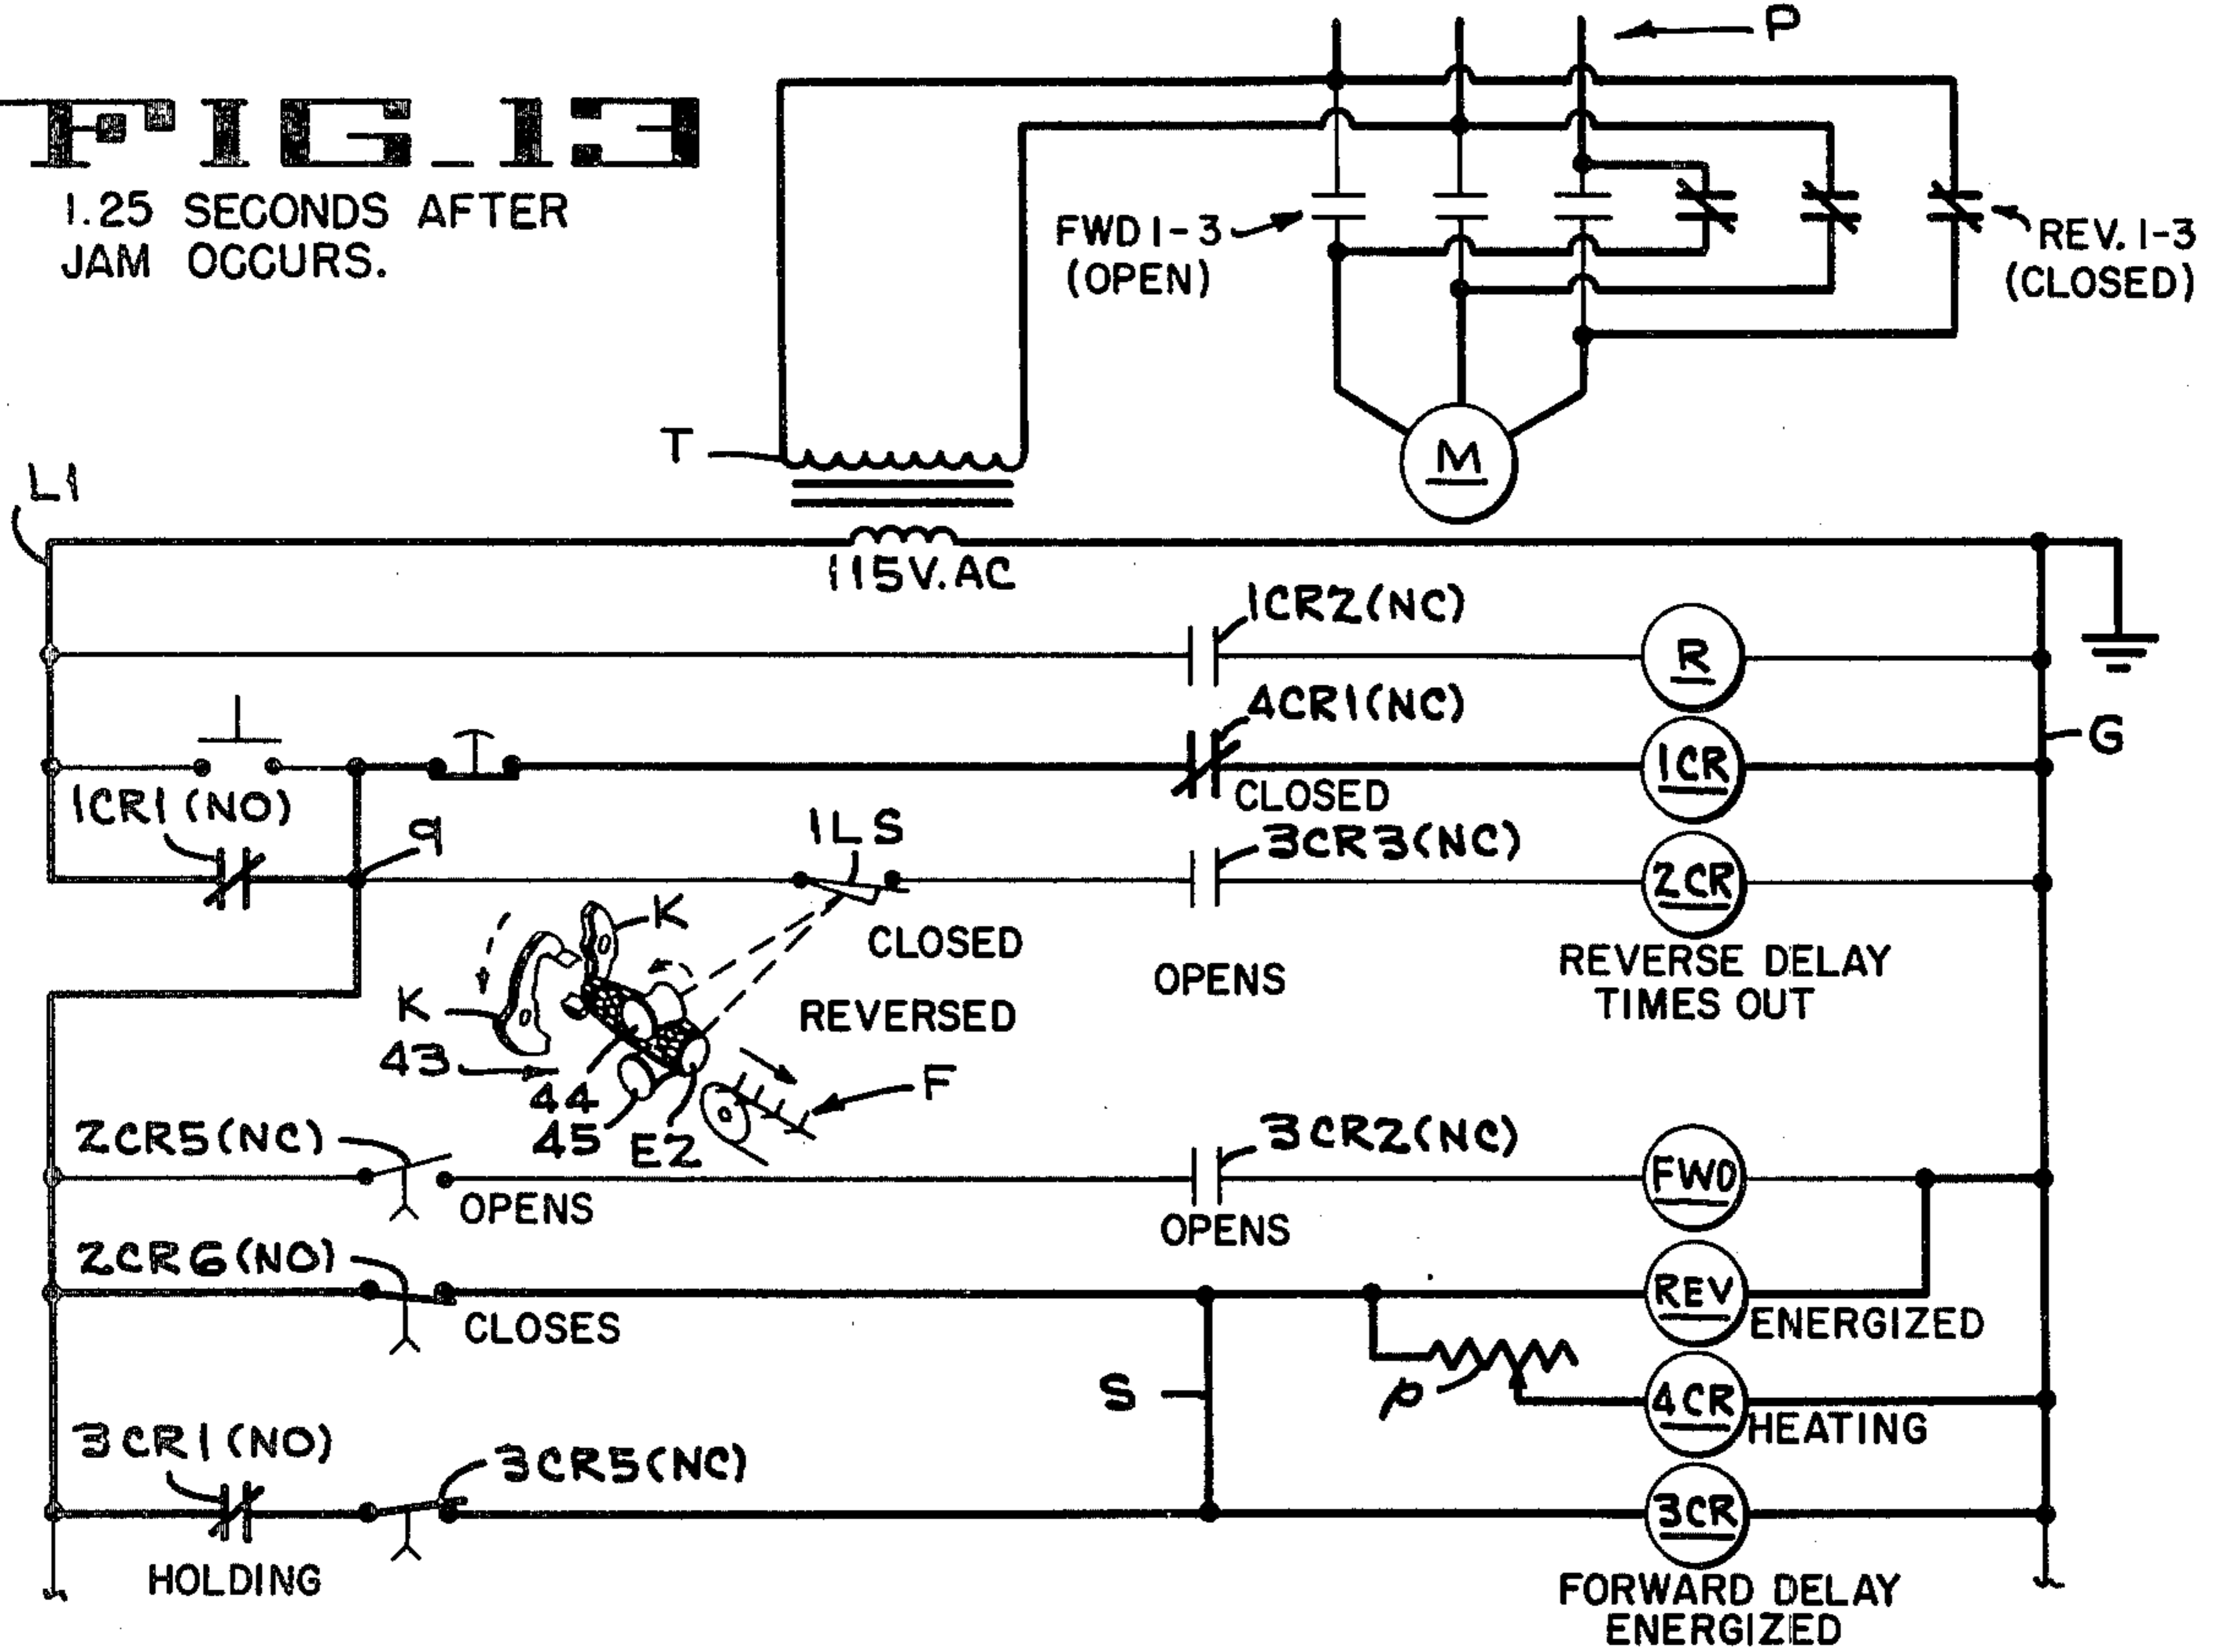 P
FIG_13
1.25 SECONDS AFTER
JAM OCCURS.
FWD 1-3
(OPEN)
REV. 1-3
(CLOSED)
T
M
L1
115V. AC
1CR2(NC)
R
4CR1(NC)
G
CLOSED
1CR
1CR1(NO)
9
1LS
3CR3(NC)
2CR
K
CLOSED
OPENS
REVERSE DELAY
TIMES OUT
K
REVERSED
43
44
45
E2
F
2CR5(NC)
OPENS
3CR2(NC)
OPENS
FWD
2CR6(NO)
CLOSES
REV
ENERGIZED
S
p
4CR
HEATING
3CR1(NO)
3CR5(NC)
3CR
HOLDING
FORWARD DELAY
ENERGIZED